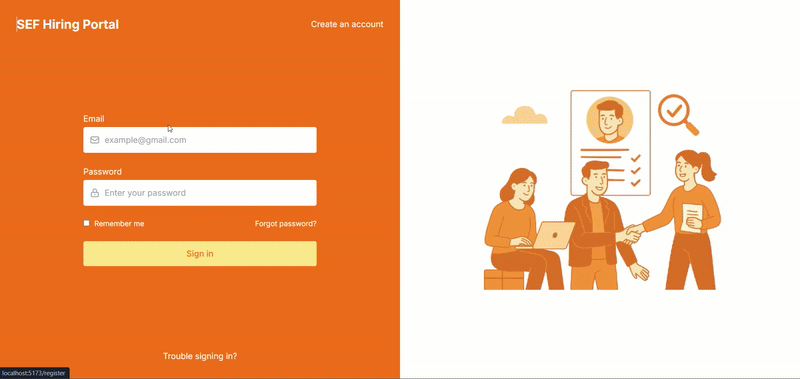 SEF Hiring Portal
Create an account
Email
example@gmail.com
Password
Enter your password
Remember me
Forgot password?
Sign in
Trouble signing in?
localhost:5173/register